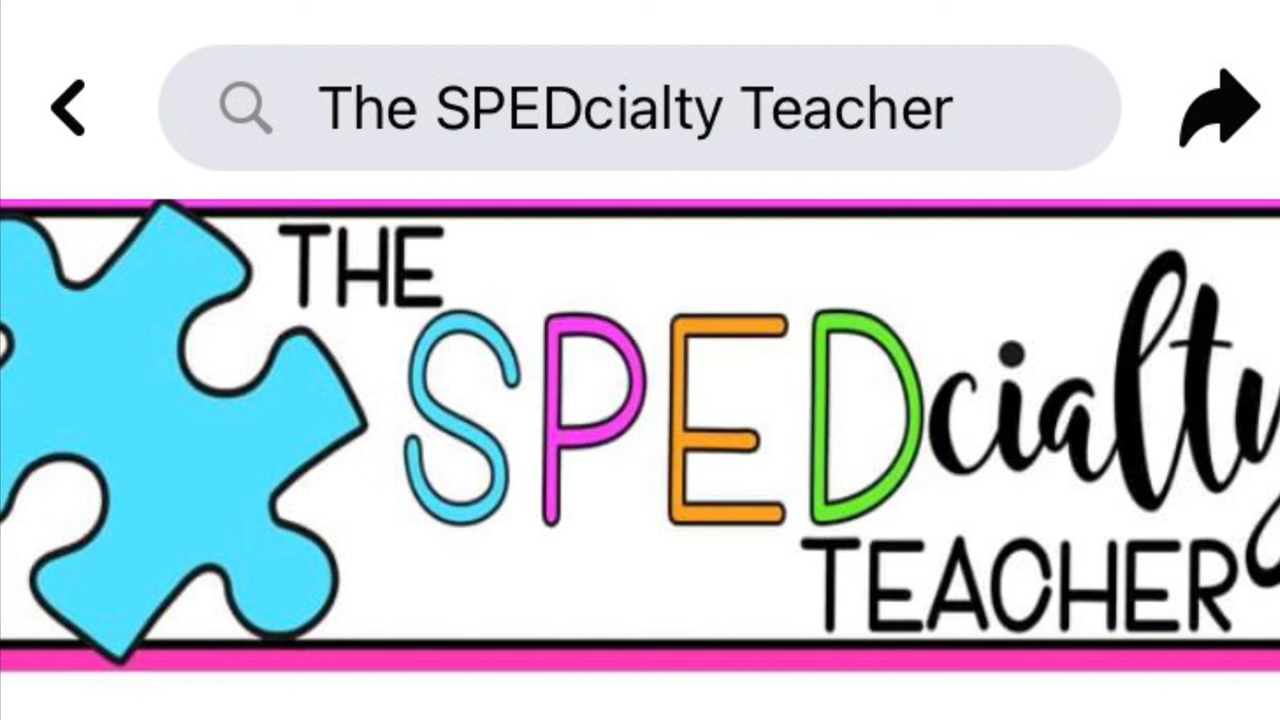 The SPEDcialty Teacher
THE
SPEDcialty
TEACHER